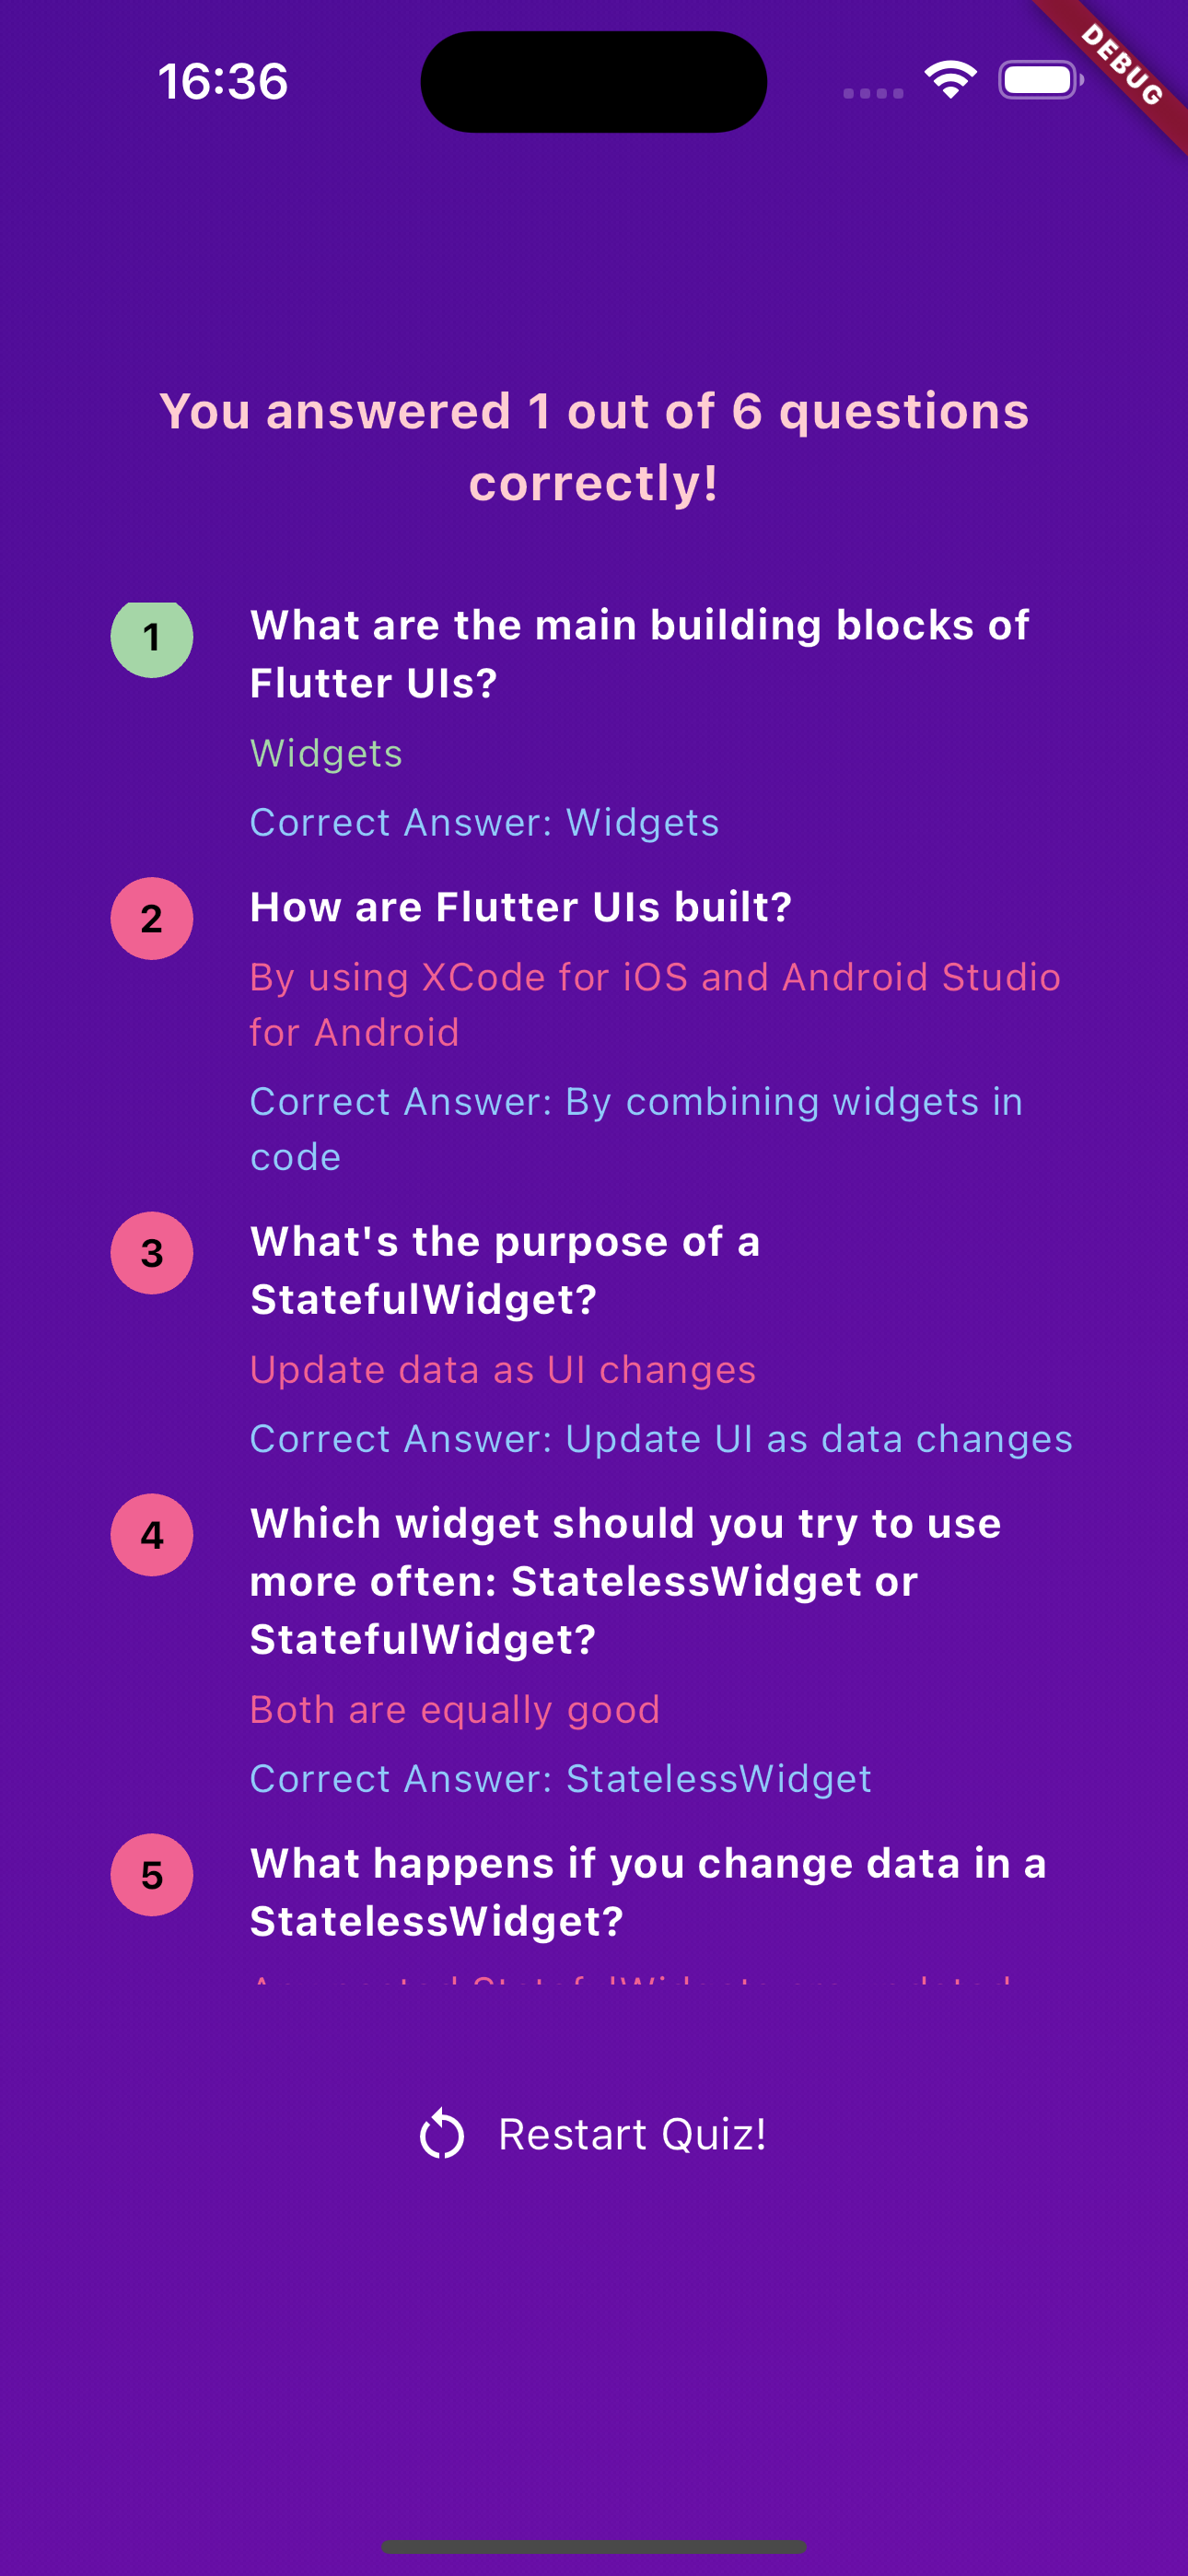 16:36
DEBUG
You answered 1 out of 6 questions
correctly!
1
What are the main building blocks of
Flutter UIs?
Widgets
Correct Answer: Widgets
2
How are Flutter UIs built?
By using XCode for iOS and Android Studio
for Android
Correct Answer: By combining widgets in
code
3
What's the purpose of a
StatefulWidget?
Update data as UI changes
Correct Answer: Update UI as data changes
4
Which widget should you try to use
more often: StatelessWidget or
StatefulWidget?
Both are equally good
Correct Answer: StatelessWidget
5
What happens if you change data in a
StatelessWidget?
Restart Quiz!